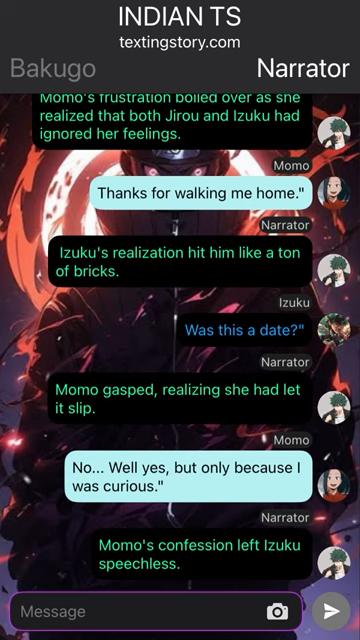 INDIAN TS
textingstory.com
Bakugo
Narrator
Momo's frustration boiled over as she
realized that both Jirou and Izuku had
ignored her feelings.
Momo
Thanks for walking me home."
Narrator
Izuku's realization hit him like a ton
of bricks.
Izuku
Was this a date?"
Narrator
Momo gasped, realizing she had let
it slip.
Momo
No... Well yes, but only because I
was curious."
Narrator
Momo's confession left Izuku
speechless.
Message